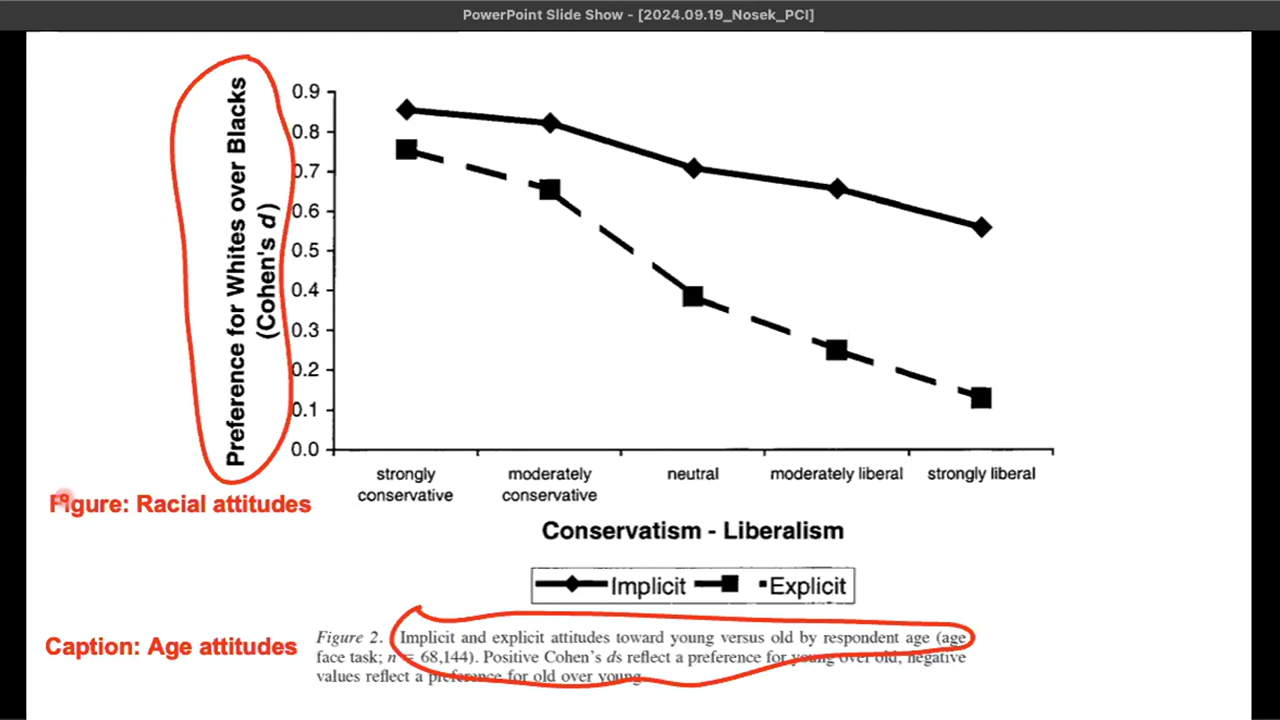 PowerPoint Slide Show - [2024.09.19_Nosek_PCI]
Preference for Whites over Blacks
(Cohen's d)
0.9
0.8
0.7
0.6
0.5
0.4
0.3
0.2
0.1
0.0
strongly conservative
moderately conservative
neutral
moderately liberal
strongly liberal
Conservatism - Liberalism
Implicit
Explicit
Figure: Racial attitudes
Caption: Age attitudes
Figure 2. Implicit and explicit attitudes toward young versus old by respondent age (age
face task; n = 68,144). Positive Cohen's ds reflect a preference for young over old; negative
values reflect a preference for old over young.